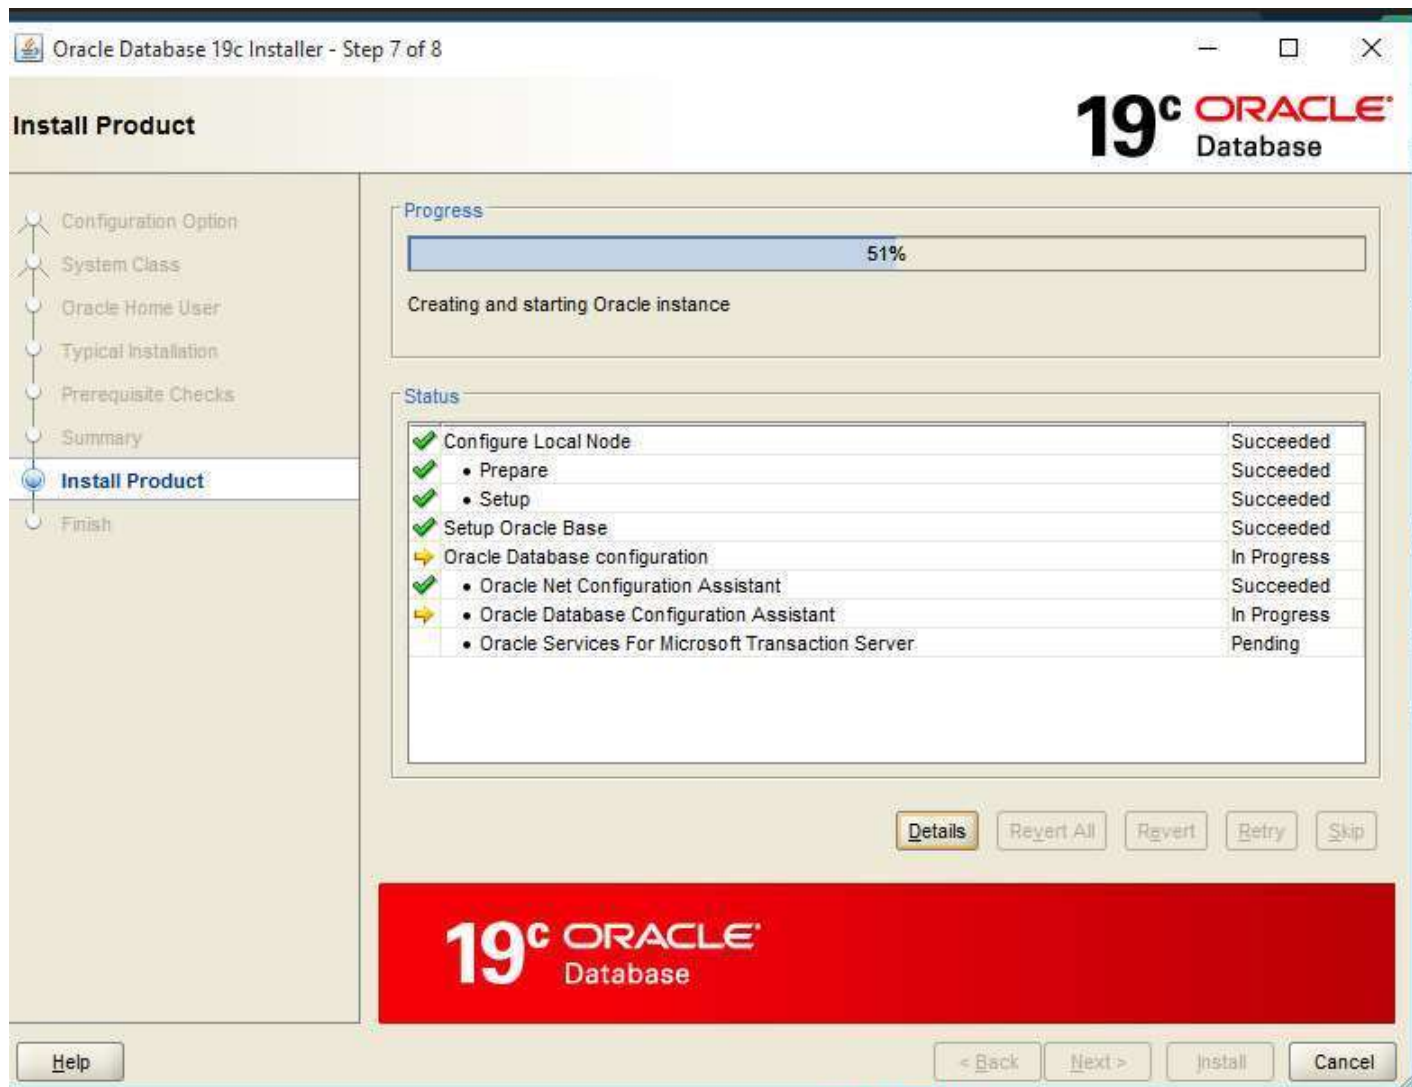 Oracle Database 19c Installer - Step 7 of 8
Install Product
19c ORACLE
Database
Configuration Option
System Class
Oracle Home User
Typical Installation
Prerequisite Checks
Summary
Install Product
Finish
Progress
51%
Creating and starting Oracle instance
Status
Configure Local Node Succeeded
• Prepare Succeeded
• Setup Succeeded
Setup Oracle Base Succeeded
Oracle Database configuration In Progress
• Oracle Net Configuration Assistant Succeeded
• Oracle Database Configuration Assistant In Progress
• Oracle Services For Microsoft Transaction Server Pending
Details Revert All Revert Retry Skip
19c ORACLE
Database
Help < Back Next > Install Cancel